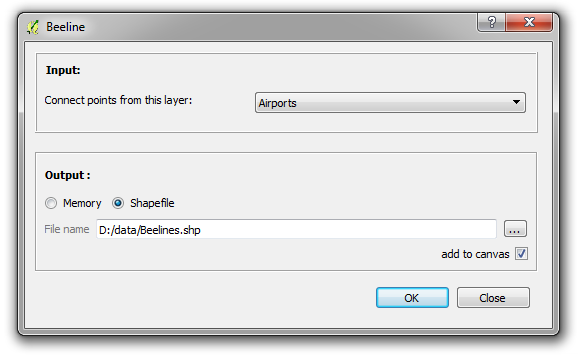 Beeline
Input:
Connect points from this layer:
Airports
Output :
Memory
Shapefile
File name
D:/data/Beelines.shp
...
add to canvas
OK
Close